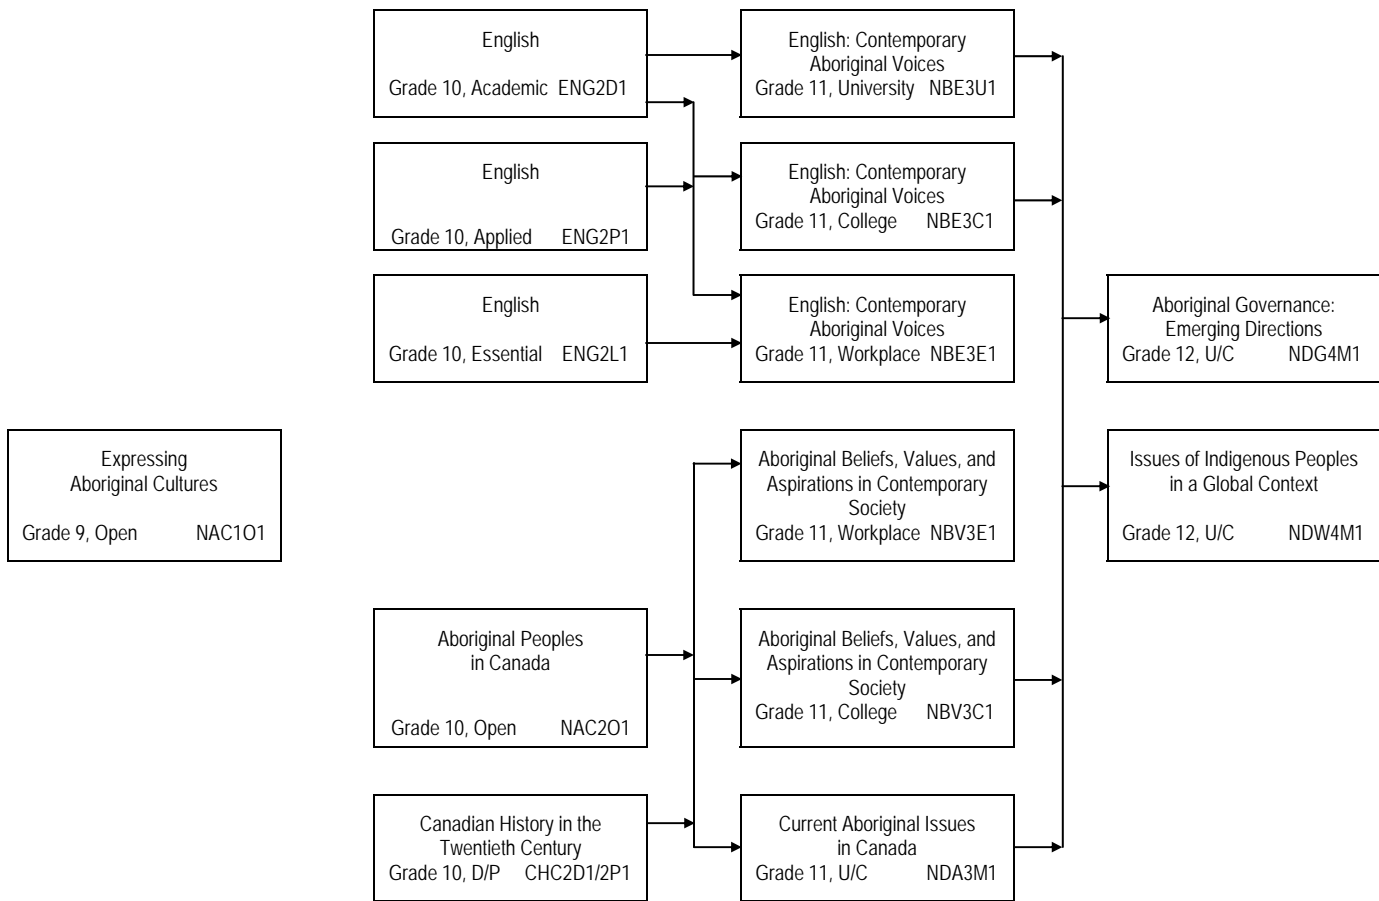 English
Grade 10, Academic ENG2D1
English: Contemporary
Aboriginal Voices
Grade 11, University NBE3U1
English
Grade 10, Applied ENG2P1
English: Contemporary
Aboriginal Voices
Grade 11, College NBE3C1
English
Grade 10, Essential ENG2L1
English: Contemporary
Aboriginal Voices
Grade 11, Workplace NBE3E1
Aboriginal Governance:
Emerging Directions
Grade 12, U/C NDG4M1
Expressing
Aboriginal Cultures
Grade 9, Open NAC1O1
Aboriginal Beliefs, Values, and
Aspirations in Contemporary
Society
Grade 11, Workplace NBV3E1
Issues of Indigenous Peoples
in a Global Context
Grade 12, U/C NDW4M1
Aboriginal Peoples
in Canada
Grade 10, Open NAC2O1
Aboriginal Beliefs, Values, and
Aspirations in Contemporary
Society
Grade 11, College NBV3C1
Canadian History in the
Twentieth Century
Grade 10, D/P CHC2D1/2P1
Current Aboriginal Issues
in Canada
Grade 11, U/C NDA3M1